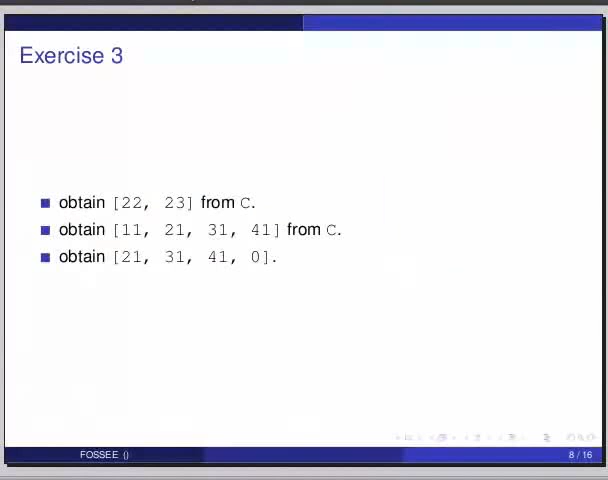 Exercise 3
obtain [22, 23] from C.
obtain [11, 21, 31, 41] from C.
obtain [21, 31, 41, 0].
FOSSEE () 8 / 16